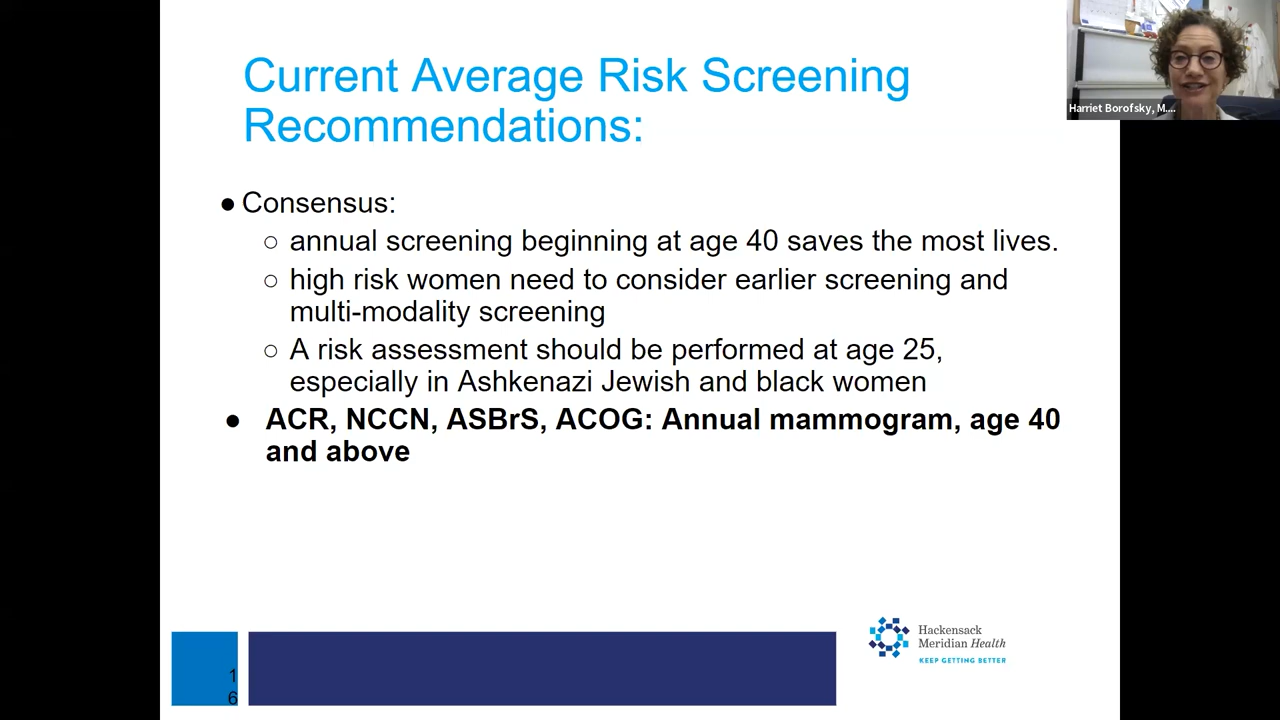 Current Average Risk Screening
Recommendations:
Harriet Borofsky, M....
● Consensus:
○ annual screening beginning at age 40 saves the most lives.
○ high risk women need to consider earlier screening and
multi-modality screening
○ A risk assessment should be performed at age 25,
especially in Ashkenazi Jewish and black women
● ACR, NCCN, ASBrS, ACOG: Annual mammogram, age 40
and above
Hackensack
Meridian Health
KEEP GETTING BETTER
1
6